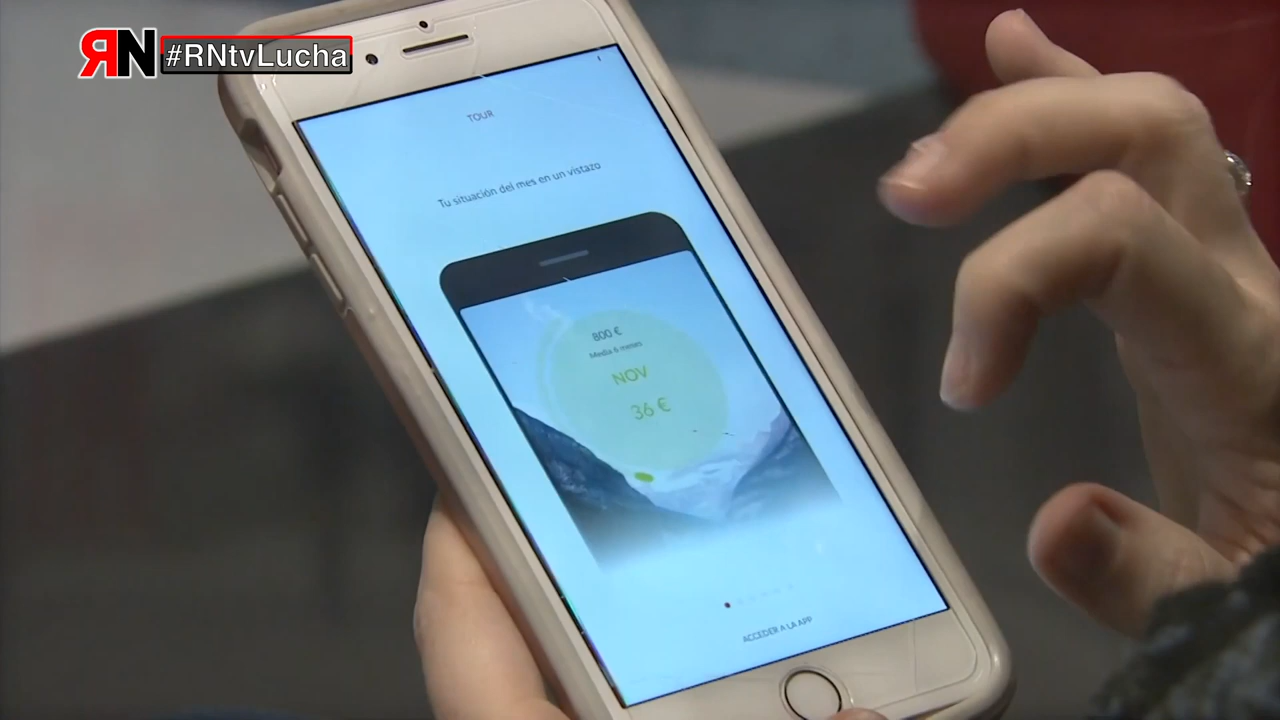 RN #RNtvLucha
TOUR
Tu situación del mes en un vistazo
800 €
Media 6 meses
NOV
36 €
ACCEDER A LA APP